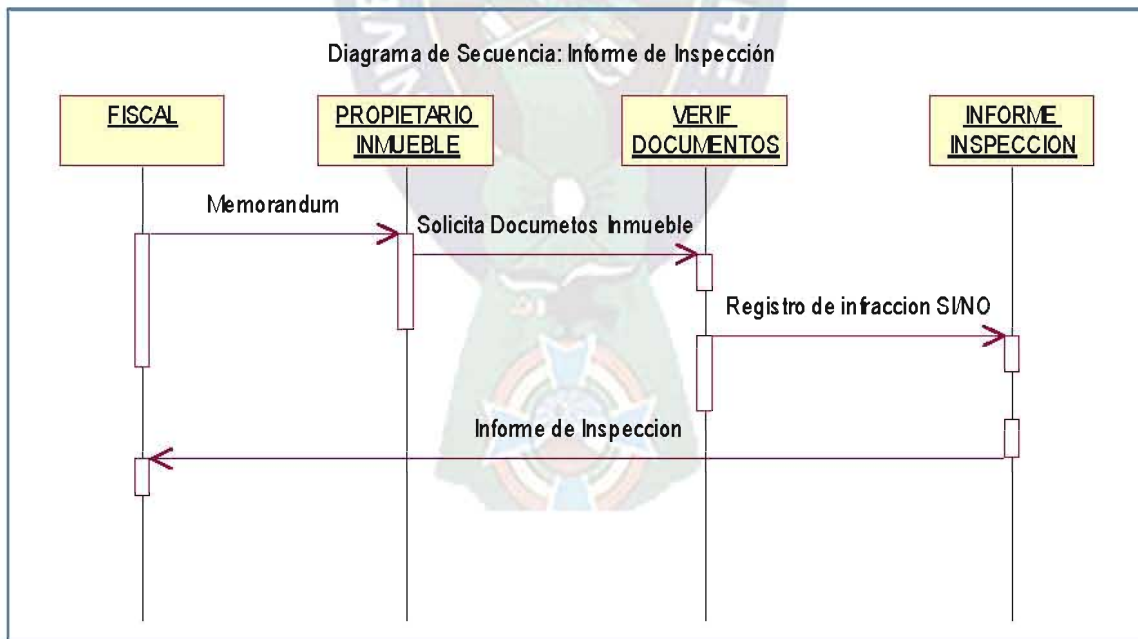 Diagrama de Secuencia: Informe de Inspección
FISCAL
PROPIETARIO
INMUEBLE
VERIF
DOCUMENTOS
INFORME
INSPECCION
Memorandum
Solicita Documetos Inmueble
Registro de infraccion SI/NO
Informe de Inspeccion